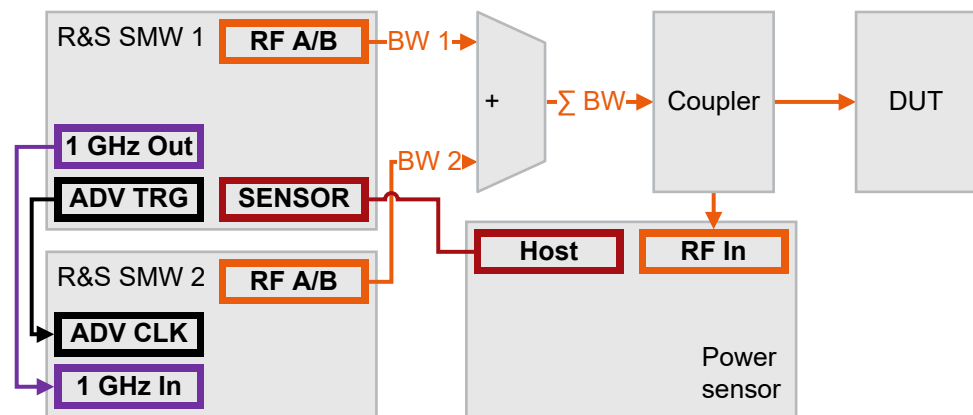 R&S SMW 1
RF A/B
BW 1
+
∑ BW
Coupler
DUT
1 GHz Out
BW 2
ADV TRG
SENSOR
R&S SMW 2
RF A/B
Host
RF In
ADV CLK
1 GHz In
Power
sensor